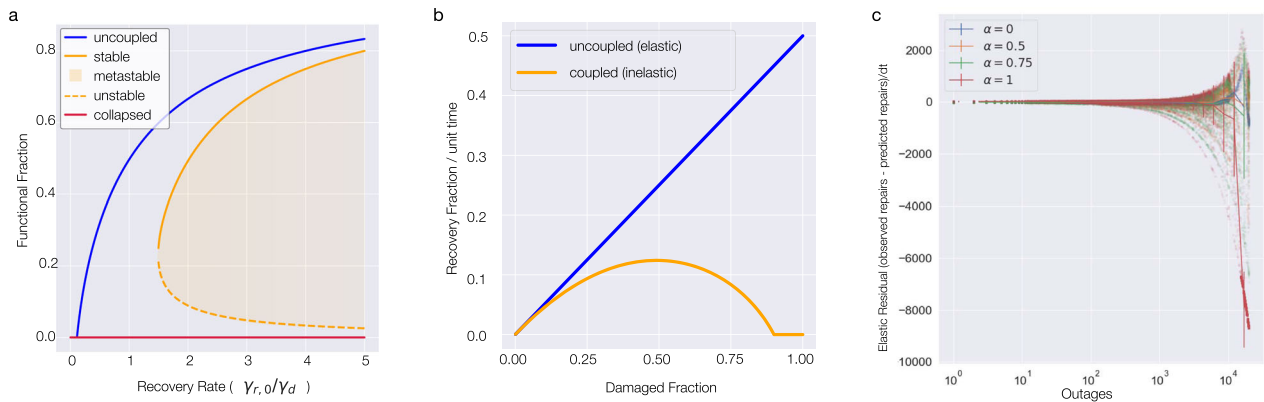 a
uncoupled
stable
metastable
unstable
collapsed
0.8
0.6
0.4
0.2
0.0
Functional Fraction
0 1 2 3 4 5
Recovery Rate ( γr, 0/γd )
b
uncoupled (elastic)
coupled (inelastic)
0.5
0.4
0.3
0.2
0.1
0.0
Recovery Fraction / unit time
0.00 0.25 0.50 0.75 1.00
Damaged Fraction
c
α = 0
α = 0.5
α = 0.75
α = 1
2000
0
−2000
−4000
−6000
−8000
10000
Elastic Residual (observed repairs - predicted repairs)/dt
10⁰ 10¹ 10² 10³ 10⁴
Outages